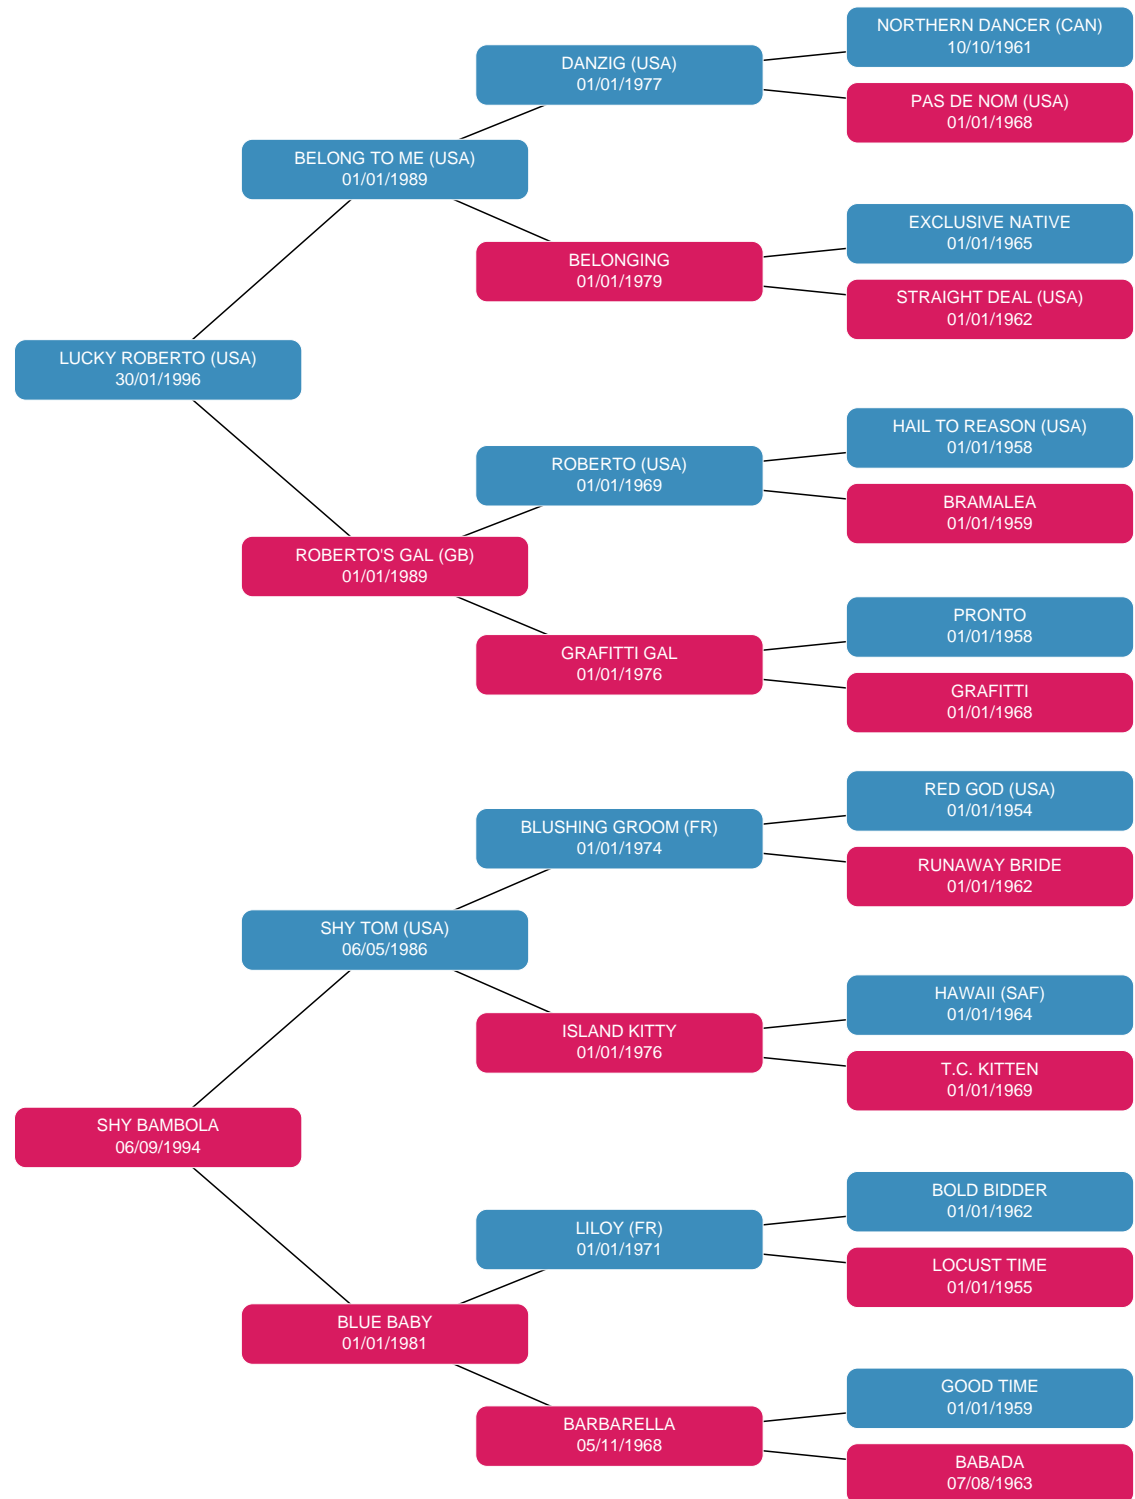 NORTHERN DANCER (CAN)
10/10/1961
DANZIG (USA)
01/01/1977
PAS DE NOM (USA)
01/01/1968
BELONG TO ME (USA)
01/01/1989
EXCLUSIVE NATIVE
01/01/1965
BELONGING
01/01/1979
STRAIGHT DEAL (USA)
01/01/1962
LUCKY ROBERTO (USA)
30/01/1996
HAIL TO REASON (USA)
01/01/1958
ROBERTO (USA)
01/01/1969
BRAMALEA
01/01/1959
ROBERTO'S GAL (GB)
01/01/1989
PRONTO
01/01/1958
GRAFITTI GAL
01/01/1976
GRAFITTI
01/01/1968
RED GOD (USA)
01/01/1954
BLUSHING GROOM (FR)
01/01/1974
RUNAWAY BRIDE
01/01/1962
SHY TOM (USA)
06/05/1986
HAWAII (SAF)
01/01/1964
ISLAND KITTY
01/01/1976
T.C. KITTEN
01/01/1969
SHY BAMBOLA
06/09/1994
BOLD BIDDER
01/01/1962
LILOY (FR)
01/01/1971
LOCUST TIME
01/01/1955
BLUE BABY
01/01/1981
GOOD TIME
01/01/1959
BARBARELLA
05/11/1968
BABADA
07/08/1963